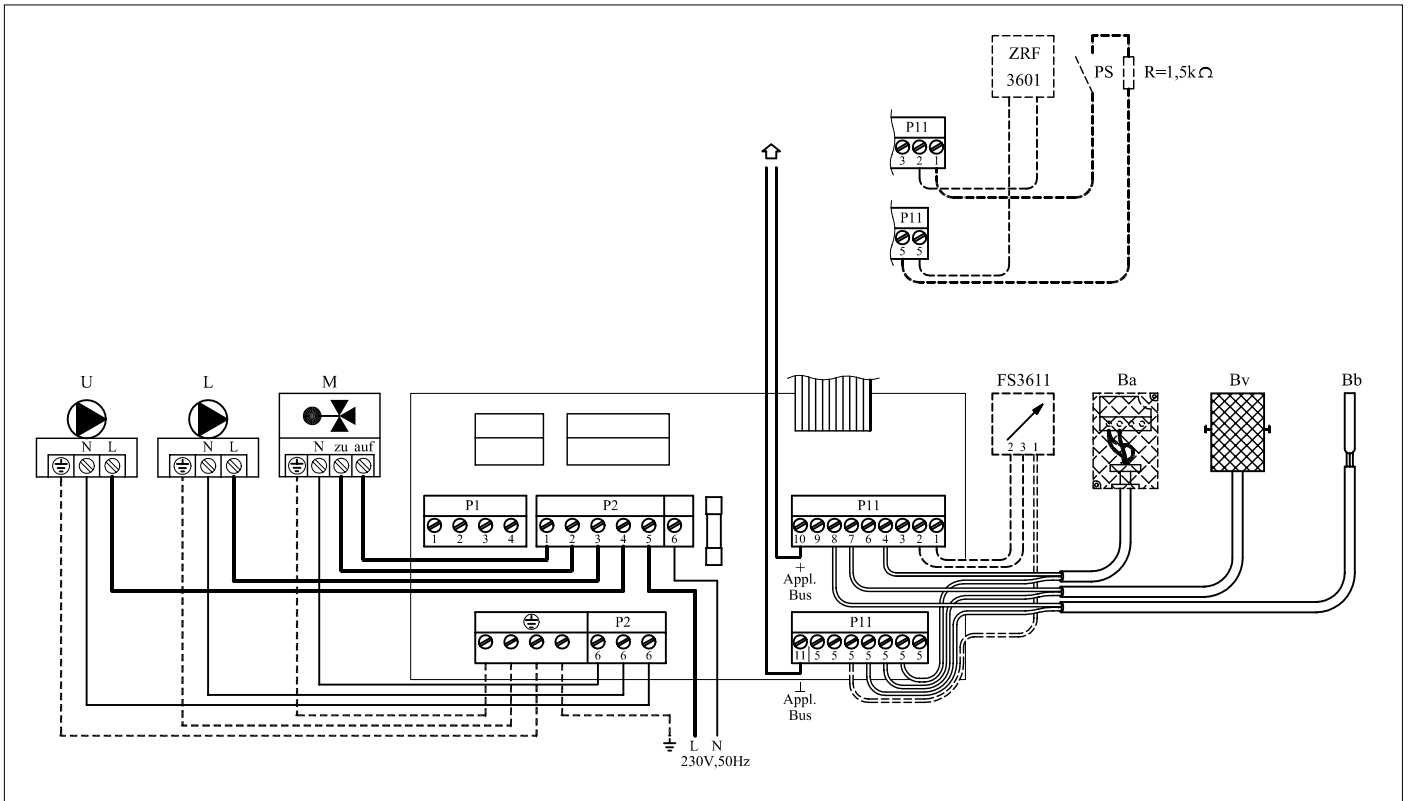 ZRF
3601
PS
R=1,5kΩ
P11
3 2 1
P11
5 5
U
L
M
FS3611
Ba
Bv
Bb
N L
N L
N zu auf
2 3 1
P1
1 2 3 4
P2
1 2 3 4 5 6
P11
10 9 8 7 6 4 3 2 1
+
Appl.
Bus
P2
6 6 6
P11
11 5 5 5 5 5 5 5
⊥
Appl.
Bus
L N
230V,50Hz